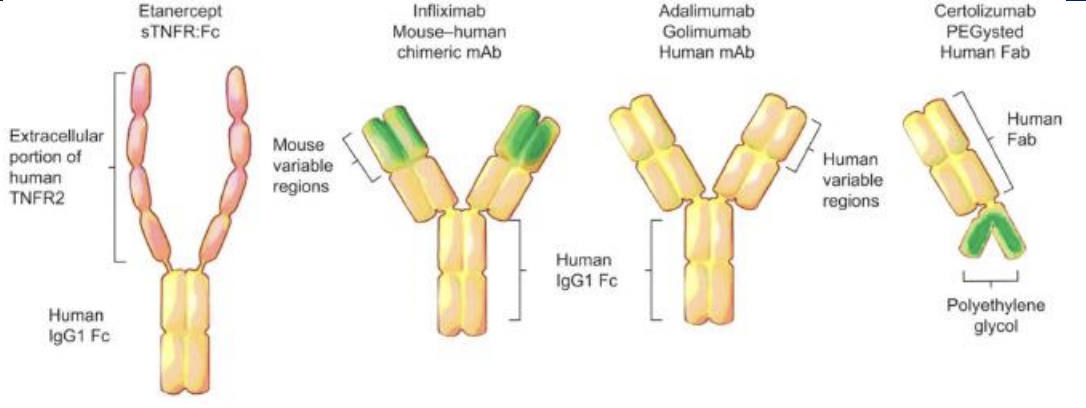 Etanercept
sTNFR:Fc
Infliximab
Mouse–human
chimeric mAb
Adalimumab
Golimumab
Human mAb
Certolizumab
PEGysted
Human Fab
Extracellular
portion of
human
TNFR2
Human
IgG1 Fc
Mouse
variable
regions
Human
IgG1 Fc
Human
variable
regions
Human
Fab
Polyethylene
glycol